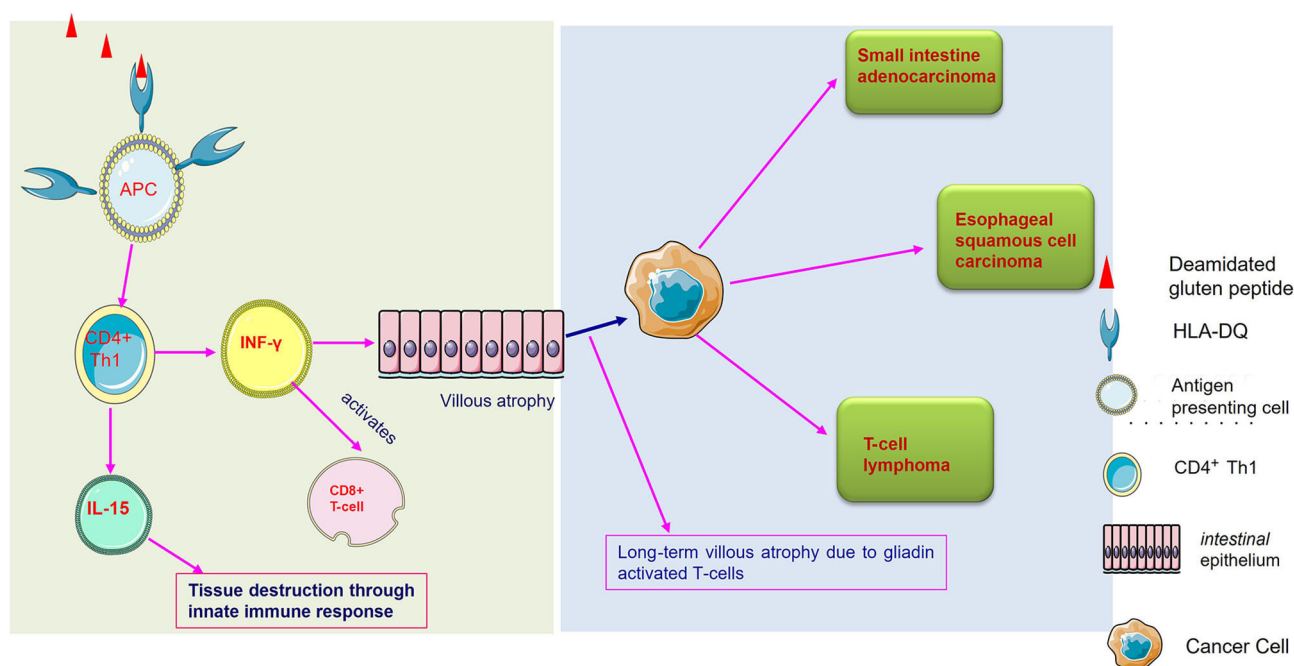 APC
CD4+
Th1
INF-γ
activates
CD8+
T-cell
IL-15
Tissue destruction through
innate immune response
Villous atrophy
Small intestine
adenocarcinoma
Esophageal
squamous cell
carcinoma
T-cell
lymphoma
Long-term villous atrophy due to gliadin
activated T-cells
Deamidated
gluten peptide
HLA-DQ
Antigen
presenting cell
CD4⁺ Th1
intestinal
epithelium
Cancer Cell